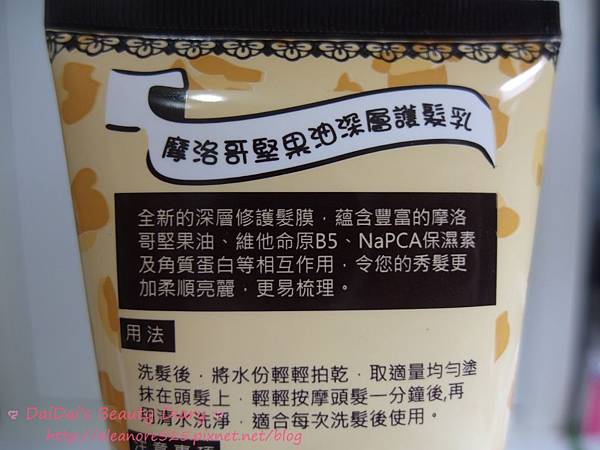 摩洛哥堅果油深層護髮乳
全新的深層修護髮膜，蘊含豐富的摩洛
哥堅果油、維他命原B5、NaPCA保濕素
及角質蛋白等相互作用，令您的秀髮更
加柔順亮麗，更易梳理。
用法
洗髮後，將水份輕輕拍乾，取適量均勻塗
抹在頭髮上，輕輕按摩頭髮一分鐘後,再
清水洗淨，適合每次洗髮後使用。
DaiDai's Beauty Diary
http://eleanore525.pixnet.net/blog
注意事項